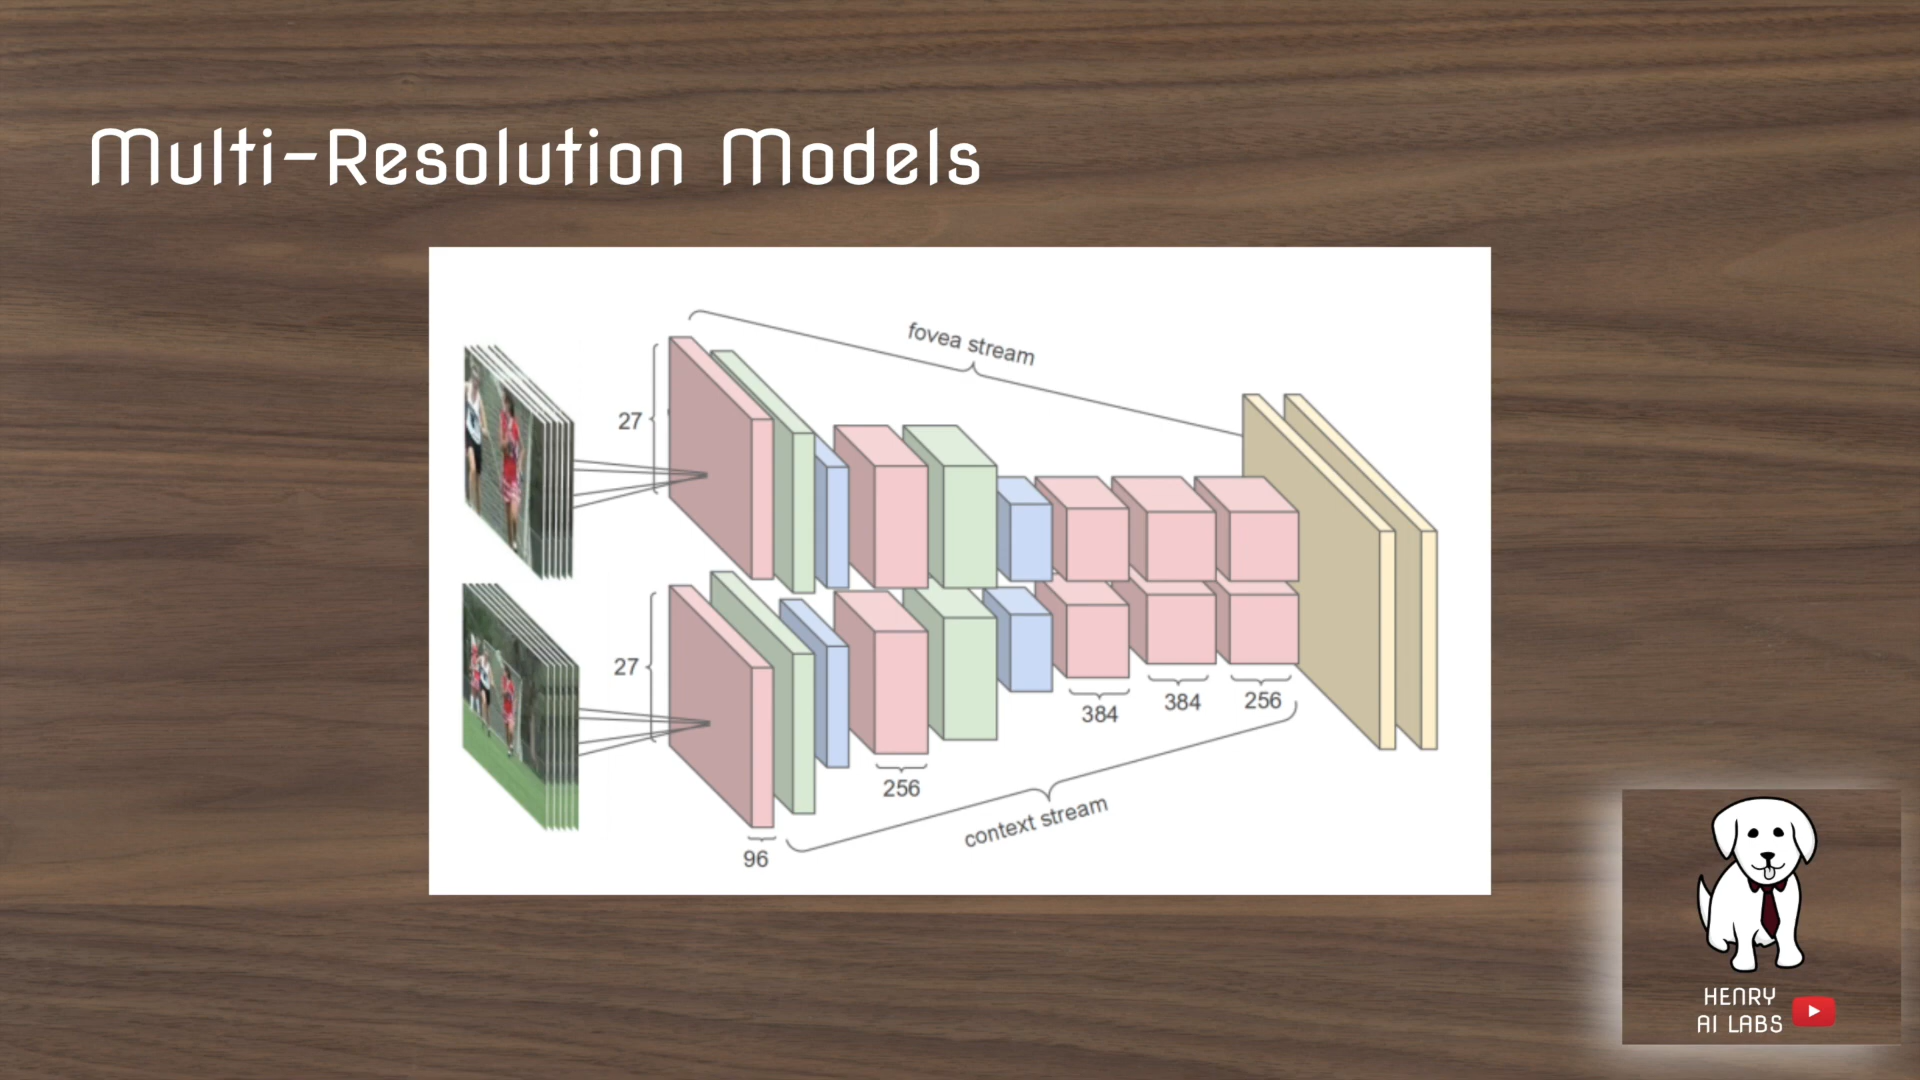 Multi-Resolution Models
fovea stream
27
27
384
384
256
256
context stream
96
HENRY
AI LABS